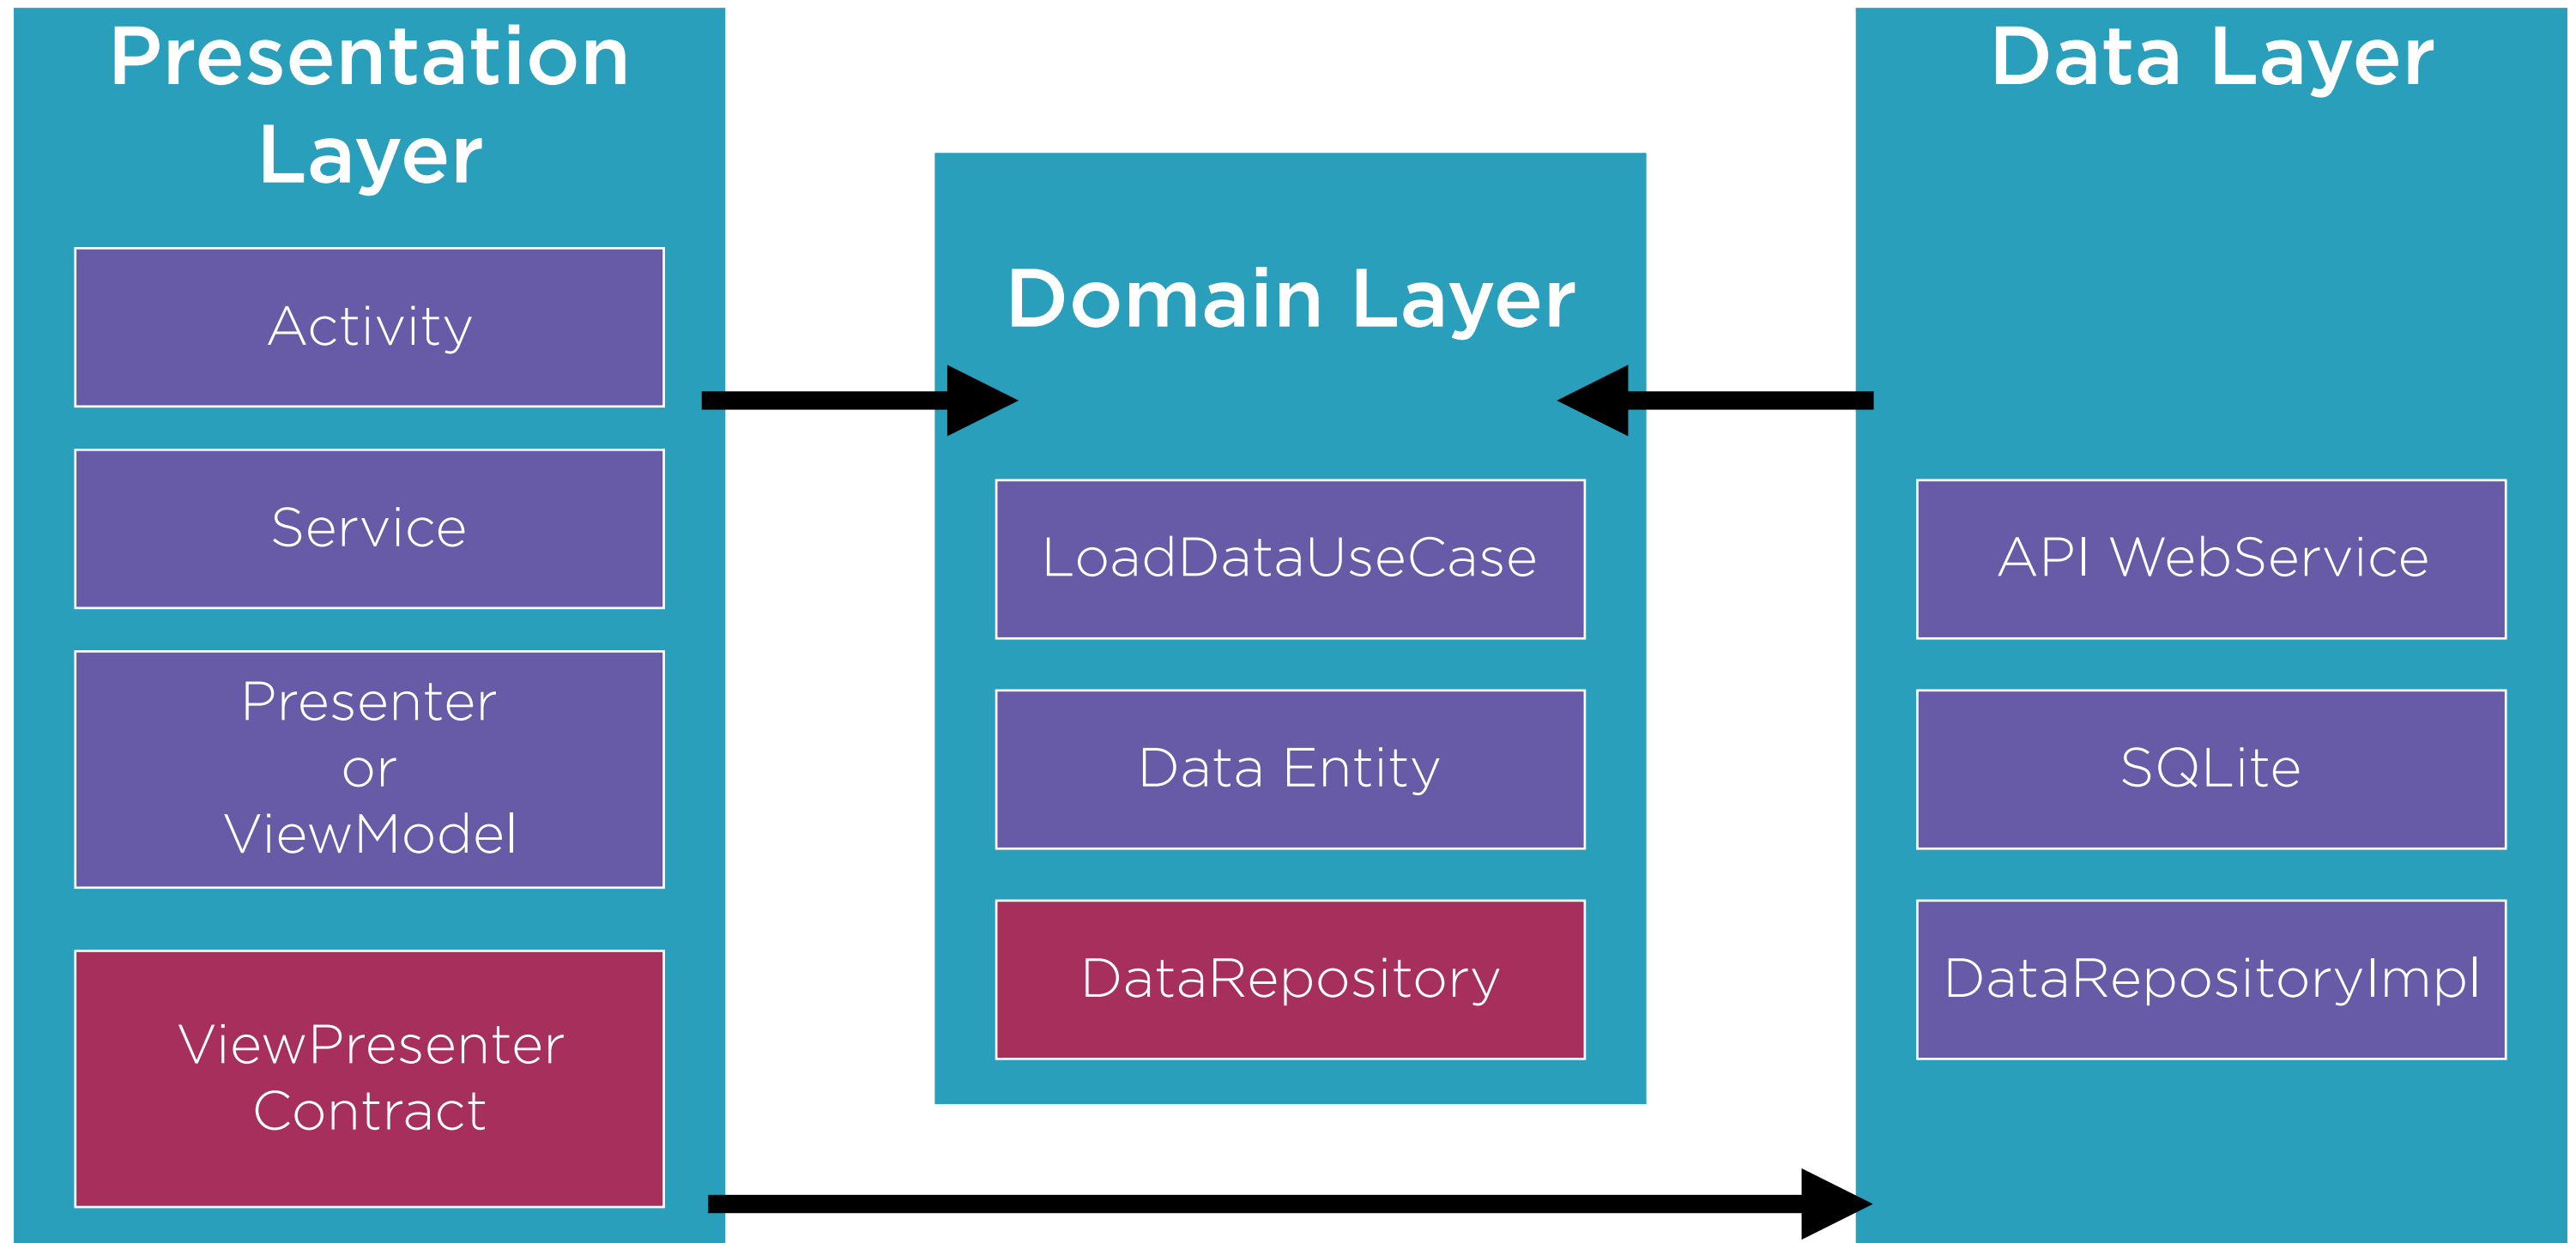 Presentation
Layer
Activity
Service
Presenter
or
ViewModel
ViewPresenter
Contract
Domain Layer
LoadDataUseCase
Data Entity
DataRepository
Data Layer
API WebService
SQLite
DataRepositoryImpl